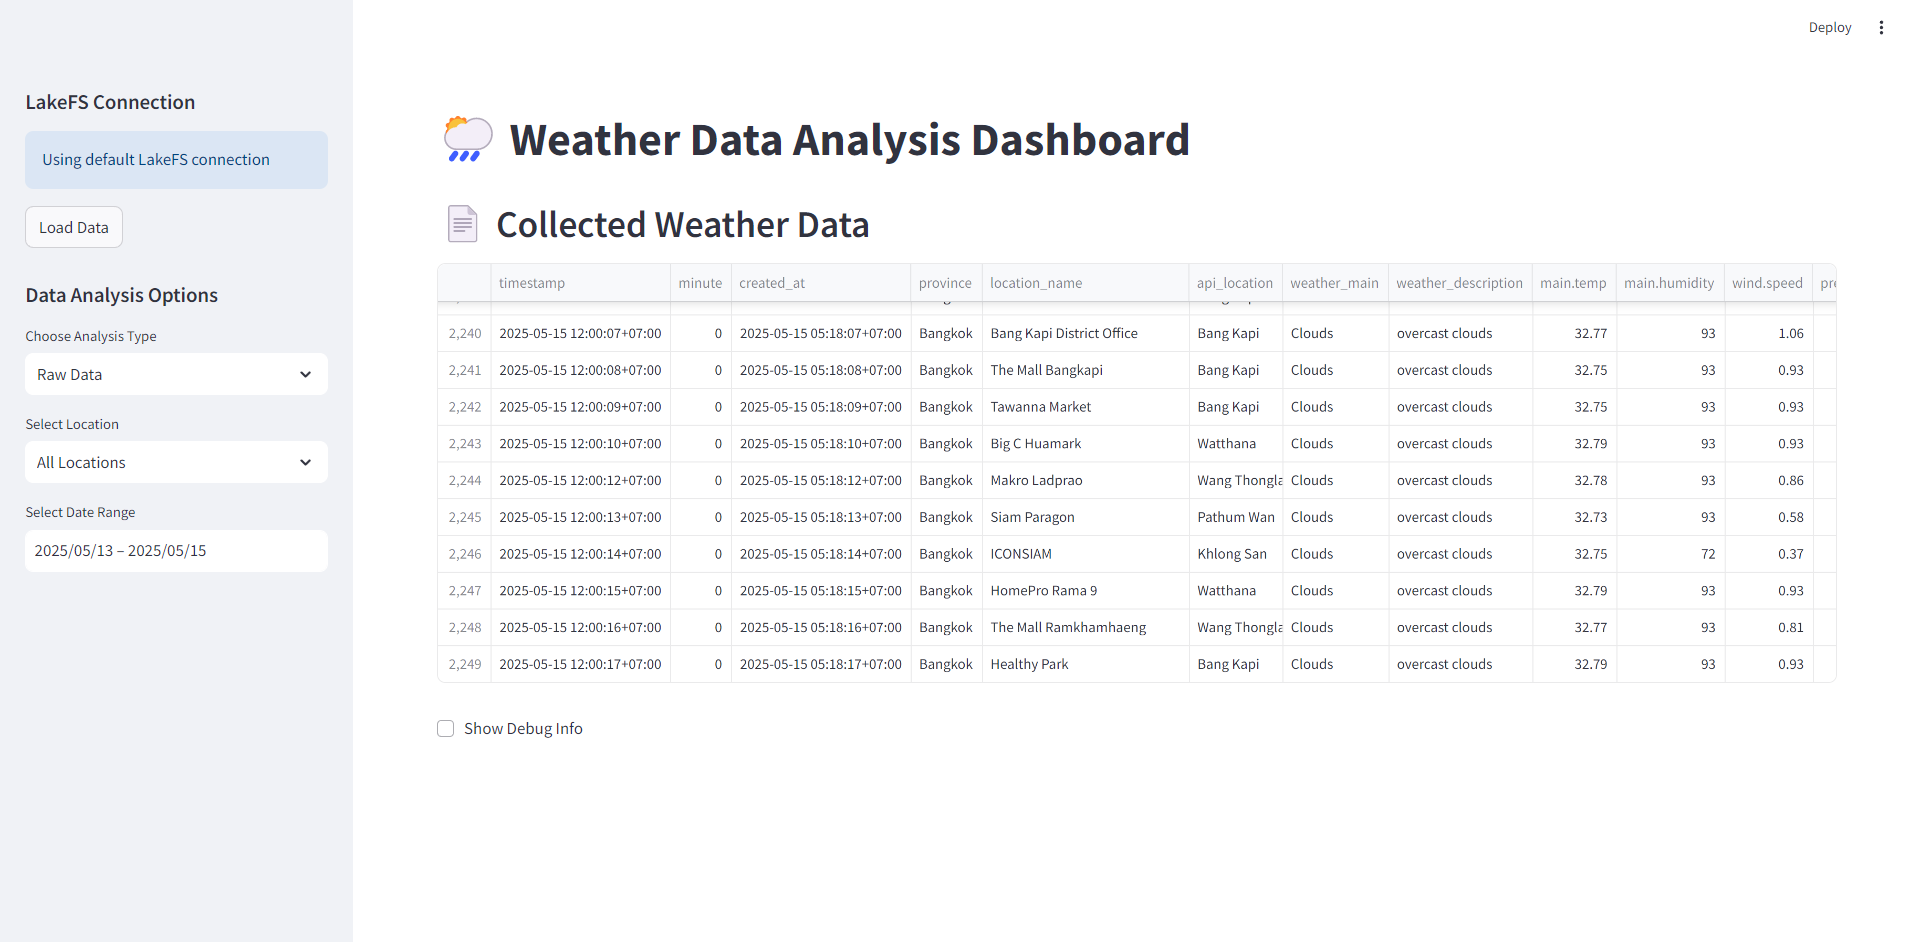 Deploy
LakeFS Connection
Using default LakeFS connection
Load Data
Data Analysis Options
Choose Analysis Type
Raw Data
Select Location
All Locations
Select Date Range
2025/05/13 – 2025/05/15
Weather Data Analysis Dashboard
Collected Weather Data
timestamp minute created_at province location_name api_location weather_main weather_description main.temp main.humidity wind.speed pre
2,240 2025-05-15 12:00:07+07:00 0 2025-05-15 05:18:07+07:00 Bangkok Bang Kapi District Office Bang Kapi Clouds overcast clouds 32.77 93 1.06
2,241 2025-05-15 12:00:08+07:00 0 2025-05-15 05:18:08+07:00 Bangkok The Mall Bangkapi Bang Kapi Clouds overcast clouds 32.75 93 0.93
2,242 2025-05-15 12:00:09+07:00 0 2025-05-15 05:18:09+07:00 Bangkok Tawanna Market Bang Kapi Clouds overcast clouds 32.75 93 0.93
2,243 2025-05-15 12:00:10+07:00 0 2025-05-15 05:18:10+07:00 Bangkok Big C Huamark Watthana Clouds overcast clouds 32.79 93 0.93
2,244 2025-05-15 12:00:12+07:00 0 2025-05-15 05:18:12+07:00 Bangkok Makro Ladprao Wang Thongla Clouds overcast clouds 32.78 93 0.86
2,245 2025-05-15 12:00:13+07:00 0 2025-05-15 05:18:13+07:00 Bangkok Siam Paragon Pathum Wan Clouds overcast clouds 32.73 93 0.58
2,246 2025-05-15 12:00:14+07:00 0 2025-05-15 05:18:14+07:00 Bangkok ICONSIAM Khlong San Clouds overcast clouds 32.75 72 0.37
2,247 2025-05-15 12:00:15+07:00 0 2025-05-15 05:18:15+07:00 Bangkok HomePro Rama 9 Watthana Clouds overcast clouds 32.79 93 0.93
2,248 2025-05-15 12:00:16+07:00 0 2025-05-15 05:18:16+07:00 Bangkok The Mall Ramkhamhaeng Wang Thongla Clouds overcast clouds 32.77 93 0.81
2,249 2025-05-15 12:00:17+07:00 0 2025-05-15 05:18:17+07:00 Bangkok Healthy Park Bang Kapi Clouds overcast clouds 32.79 93 0.93
Show Debug Info